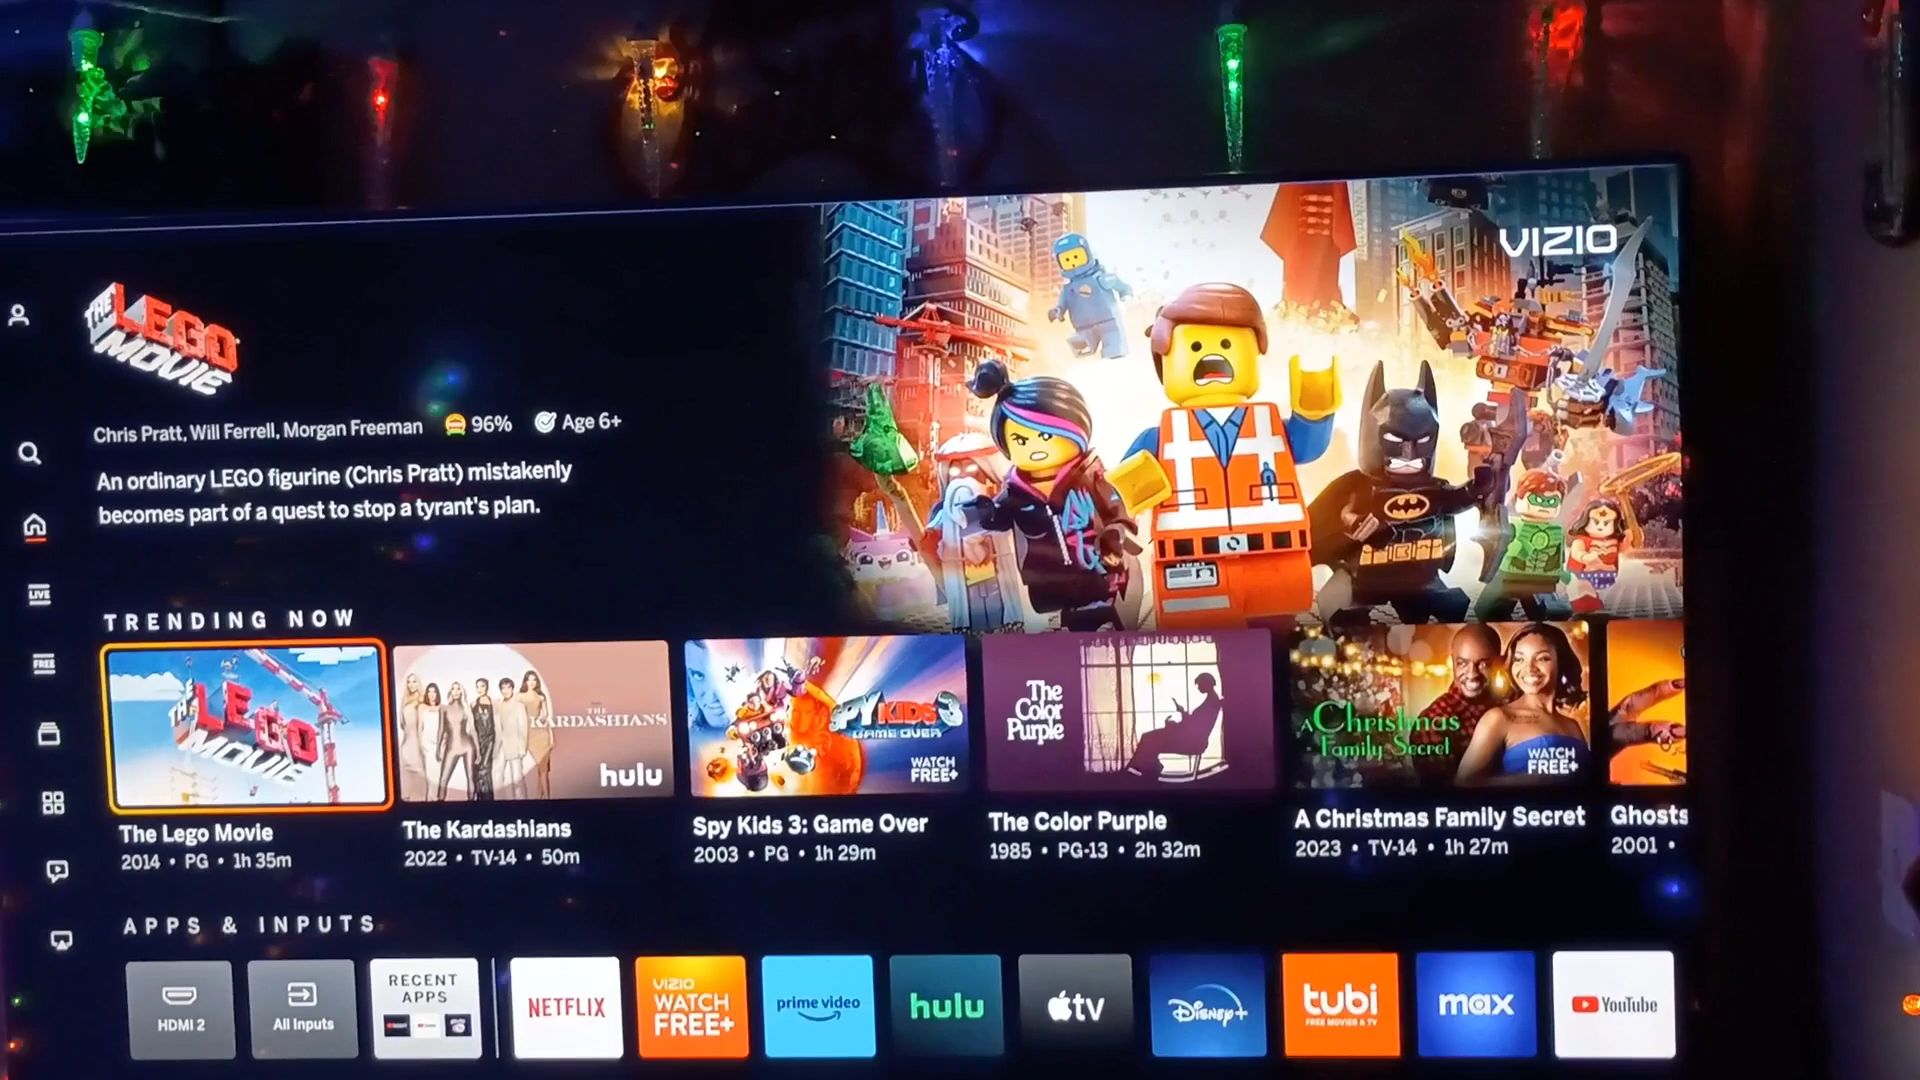 VIZIO
THE
LEGO
MOVIE
Chris Pratt, Will Ferrell, Morgan Freeman 96% Age 6+
An ordinary LEGO figurine (Chris Pratt) mistakenly
becomes part of a quest to stop a tyrant's plan.
LIVE
FREE
TRENDING NOW
THE
LEGO
MOVIE
THE
KARDASHIANS
hulu
SPY KIDS 3
GAME OVER
WATCH
FREE+
The
Color
Purple
A Christmas
Family Secret
WATCH
FREE+
The Lego Movie
2014 • PG • 1h 35m
The Kardashians
2022 • TV-14 • 50m
Spy Kids 3: Game Over
2003 • PG • 1h 29m
The Color Purple
1985 • PG-13 • 2h 32m
A Christmas Family Secret
2023 • TV-14 • 1h 27m
Ghosts
2001 •
APPS & INPUTS
HDMI 2
All Inputs
RECENT
APPS
NETFLIX
VIZIO
WATCH
FREE+
prime video
hulu
tv
Disney+
tubi
FREE MOVIES & TV
max
YouTube